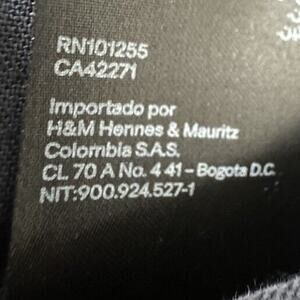 RN101255
CA42271
Importado por
H&M Hennes & Mauritz
Colombia S.A.S.
CL 70 A No. 4 41 - Bogota D.C.
NIT:900.924.527-1